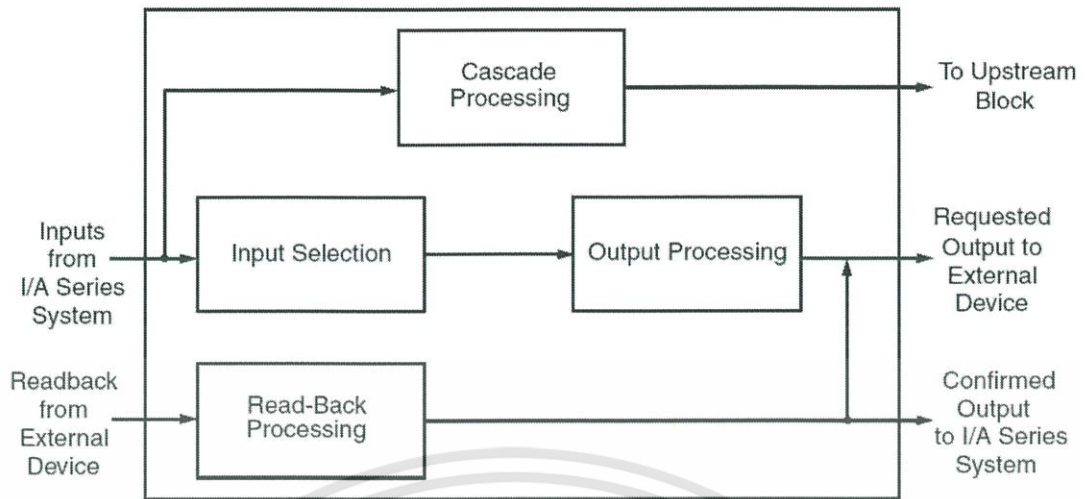 Cascade
Processing
To Upstream
Block
Inputs
from
I/A Series
System
Input Selection
Output Processing
Requested
Output to
External
Device
Readback
from
External
Device
Read-Back
Processing
Confirmed
Output
to I/A Series
System